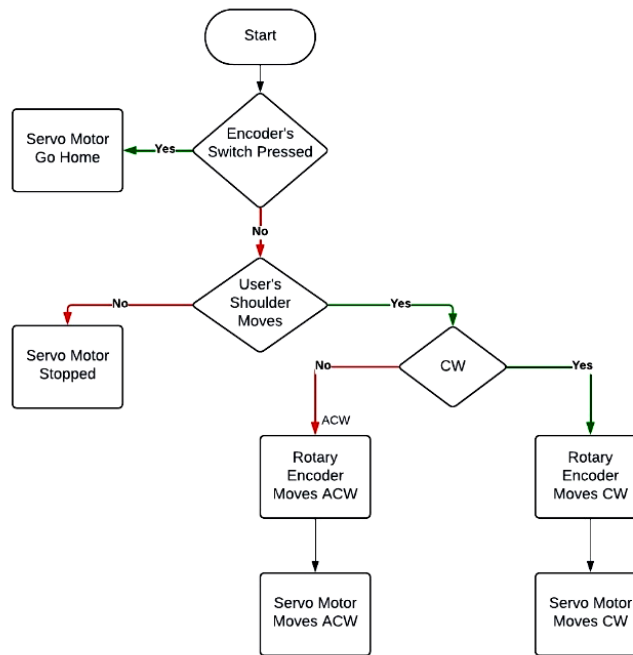 Start
Encoder's
Switch Pressed
Yes
Servo Motor
Go Home
No
User's
Shoulder
Moves
No
Yes
Servo Motor
Stopped
CW
No
Yes
ACW
Rotary
Encoder
Moves ACW
Rotary
Encoder
Moves CW
Servo Motor
Moves ACW
Servo Motor
Moves CW